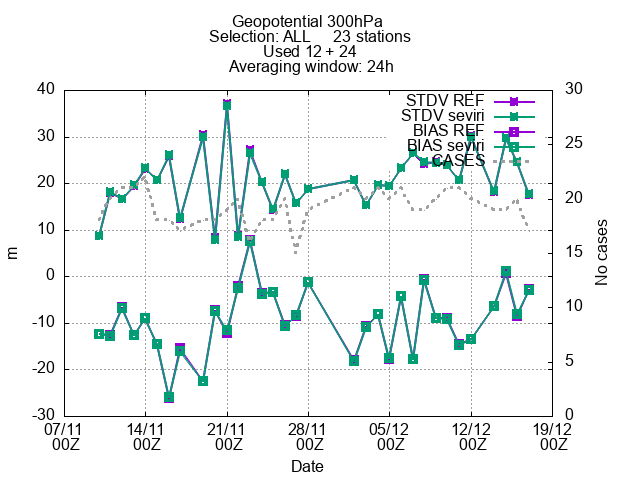 Geopotential 300hPa
Selection: ALL 23 stations
Used 12 + 24
Averaging window: 24h
STDV REF
STDV seviri
BIAS REF
BIAS seviri
CASES
40
30
20
10
0
-10
-20
-30
m
30
25
20
15
10
5
0
No cases
07/11 14/11 21/11 28/11 05/12 12/12 19/12
00Z 00Z 00Z 00Z 00Z 00Z 00Z
Date